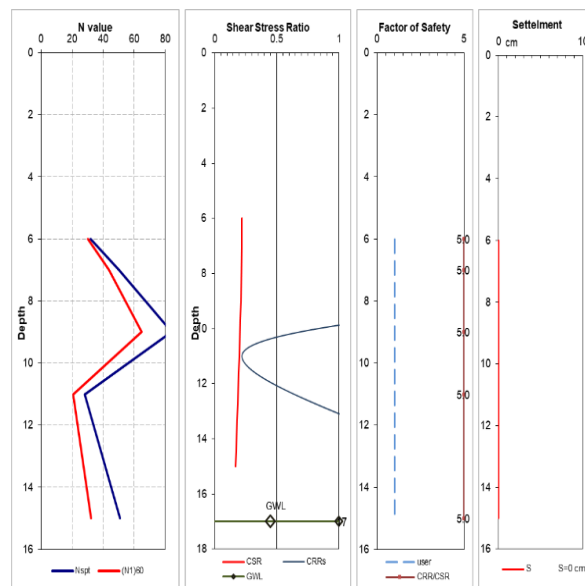 N value
0 20 40 60 80
0
2
4
6
8
10
12
14
16
Depth
Nspt (N1)60
Shear Stress Ratio
0 0.5 1
0
2
4
6
8
10
12
14
16
18
Depth
GWL
CSR CRRs
GWL
Factor of Safety
0 5
0
2
4
6
8
10
12
14
16
5.0
5.0
5.0
5.0
5.0
user
CRR/CSR
Settelment
0 cm 10
0
2
4
6
8
10
12
14
16
S S=0 cm